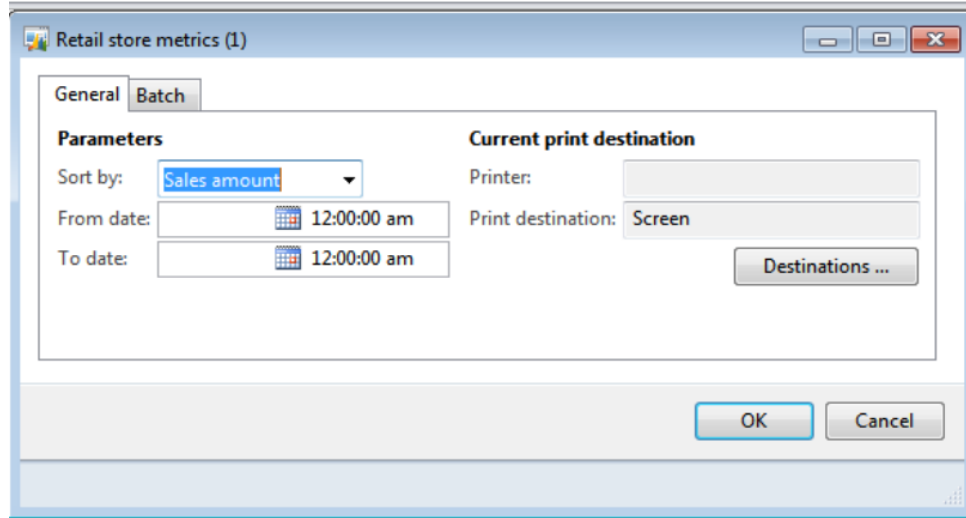 Retail store metrics (1)
General Batch
Parameters
Sort by: Sales amount
From date: 12:00:00 am
To date: 12:00:00 am
Current print destination
Printer:
Print destination: Screen
Destinations ...
OK Cancel